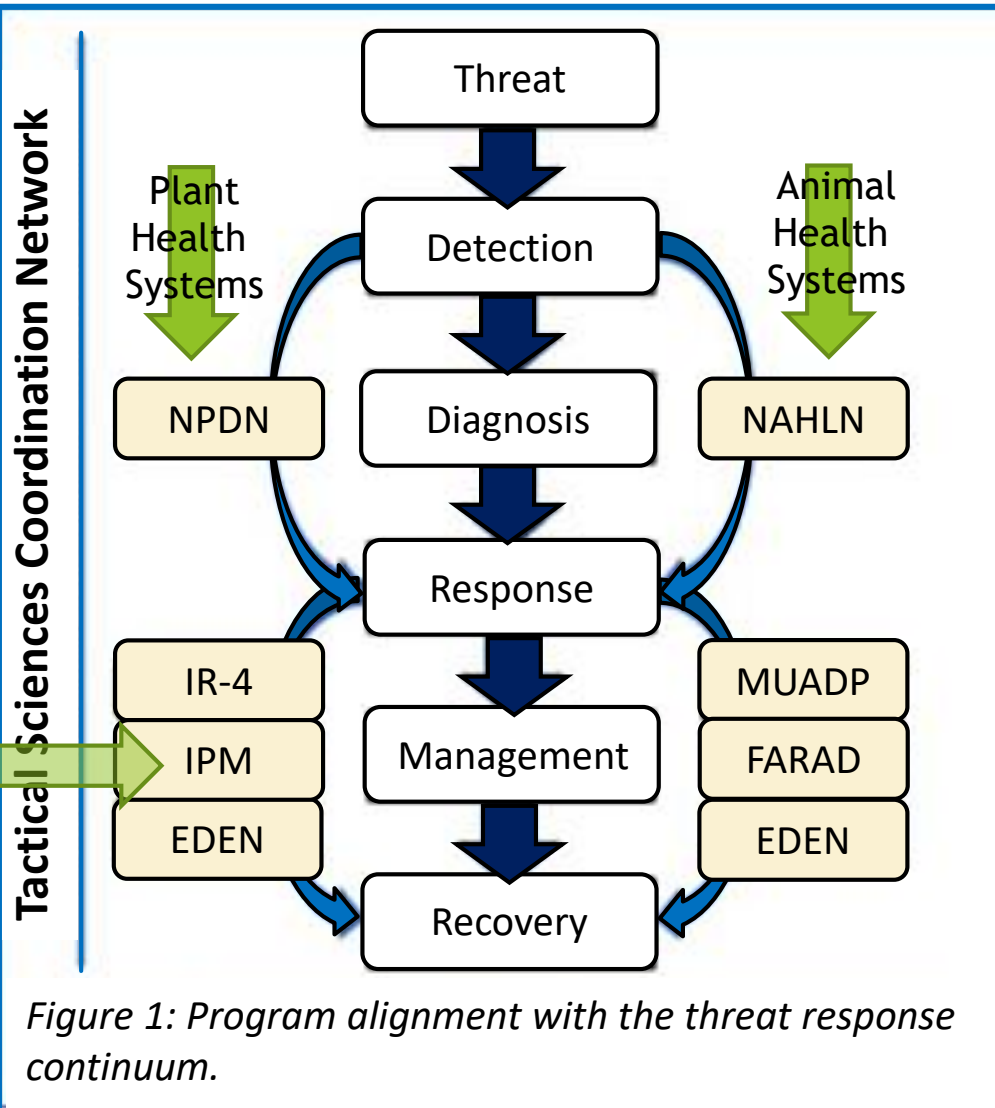 Tactical Sciences Coordination Network
Threat
Plant
Health
Systems
Animal
Health
Systems
Detection
NPDN
Diagnosis
NAHLN
Response
IR-4
MUADP
IPM
Management
FARAD
EDEN
EDEN
Recovery
Figure 1: Program alignment with the threat response
continuum.